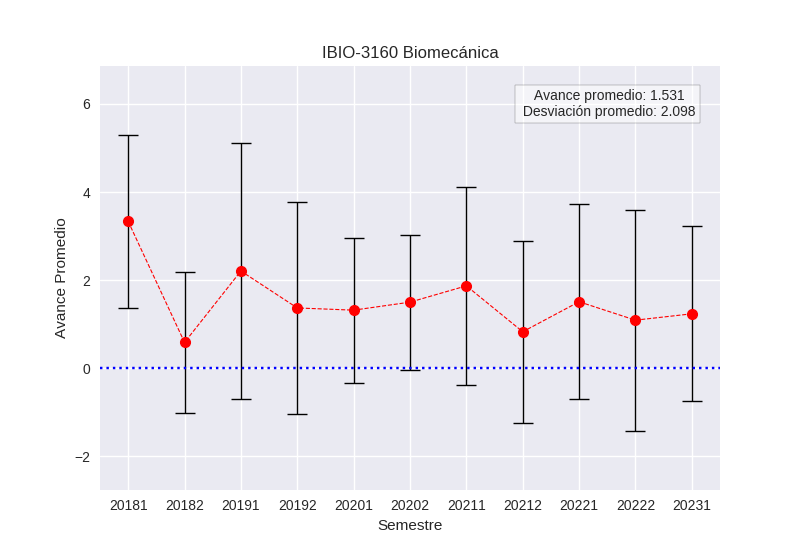 IBIO-3160 Biomecánica
Avance promedio: 1.531
Desviación promedio: 2.098
6
4
2
0
−2
Avance Promedio
20181 20182 20191 20192 20201 20202 20211 20212 20221 20222 20231
Semestre